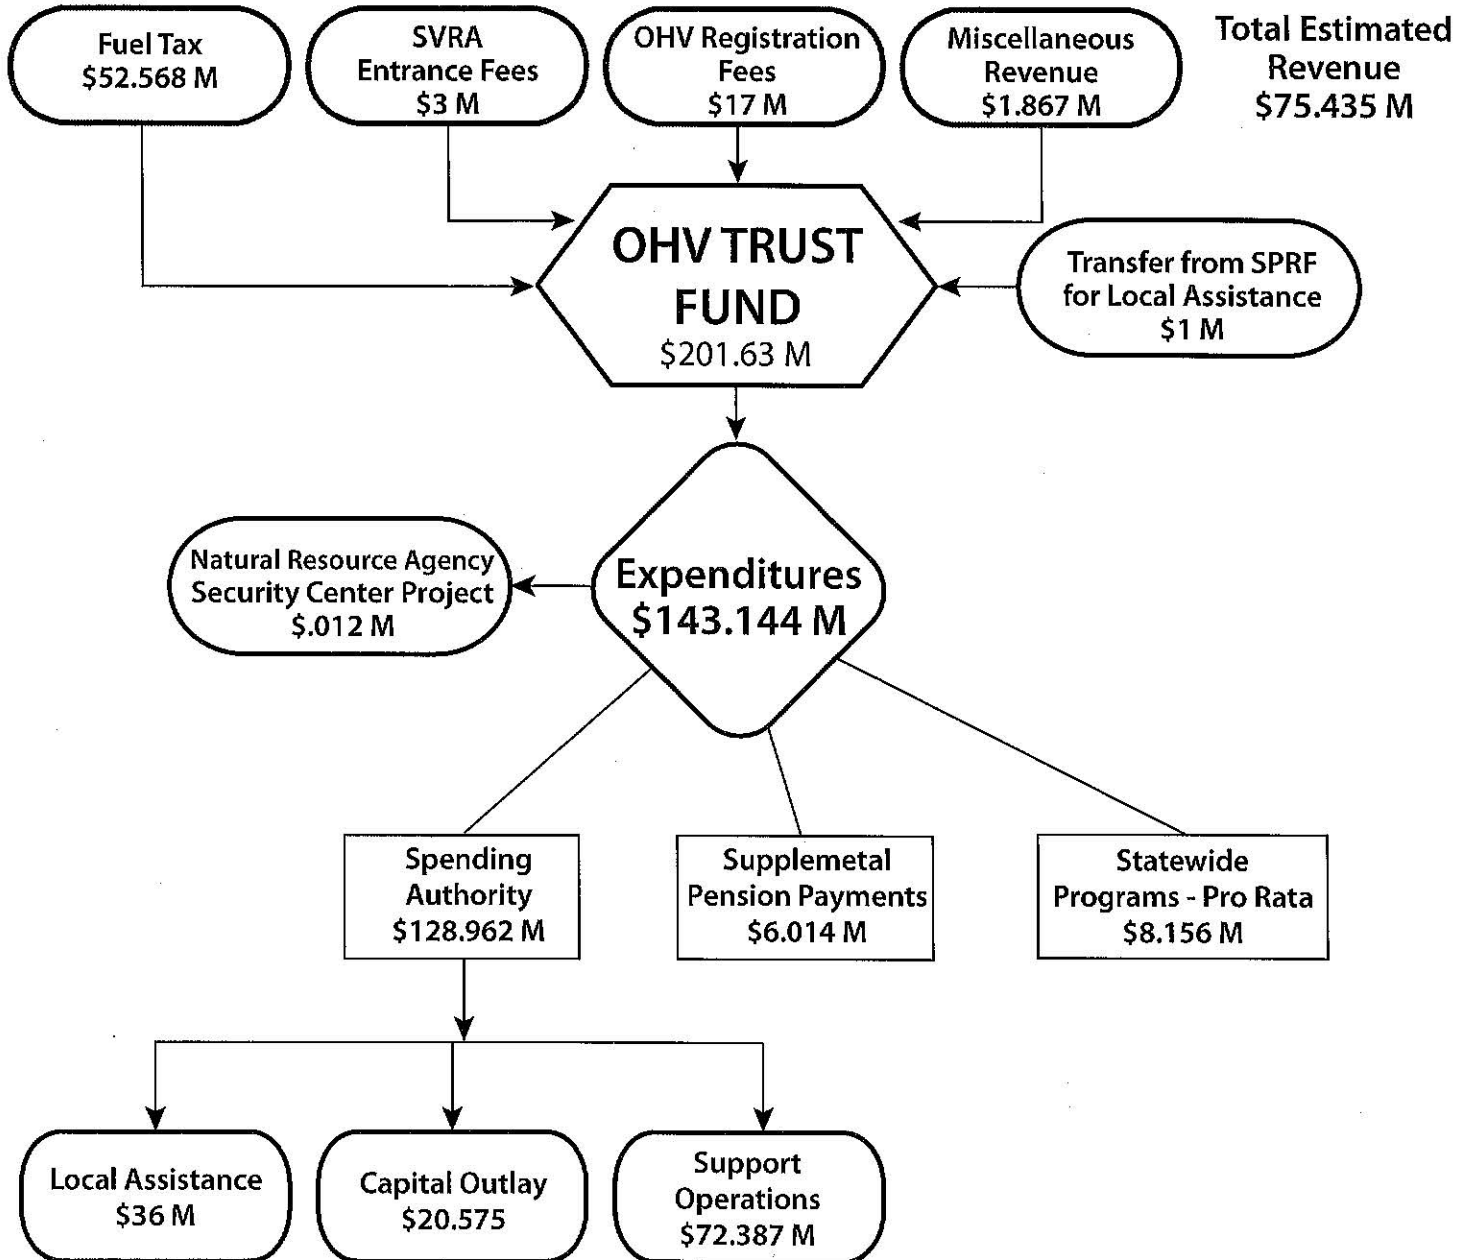 Fuel Tax
$52.568 M
SVRA
Entrance Fees
$3 M
OHV Registration
Fees
$17 M
Miscellaneous
Revenue
$1.867 M
Total Estimated
Revenue
$75.435 M
OHV TRUST
FUND
$201.63 M
Transfer from SPRF
for Local Assistance
$1 M
Natural Resource Agency
Security Center Project
$.012 M
Expenditures
$143.144 M
Spending
Authority
$128.962 M
Supplemetal
Pension Payments
$6.014 M
Statewide
Programs - Pro Rata
$8.156 M
Local Assistance
$36 M
Capital Outlay
$20.575
Support
Operations
$72.387 M